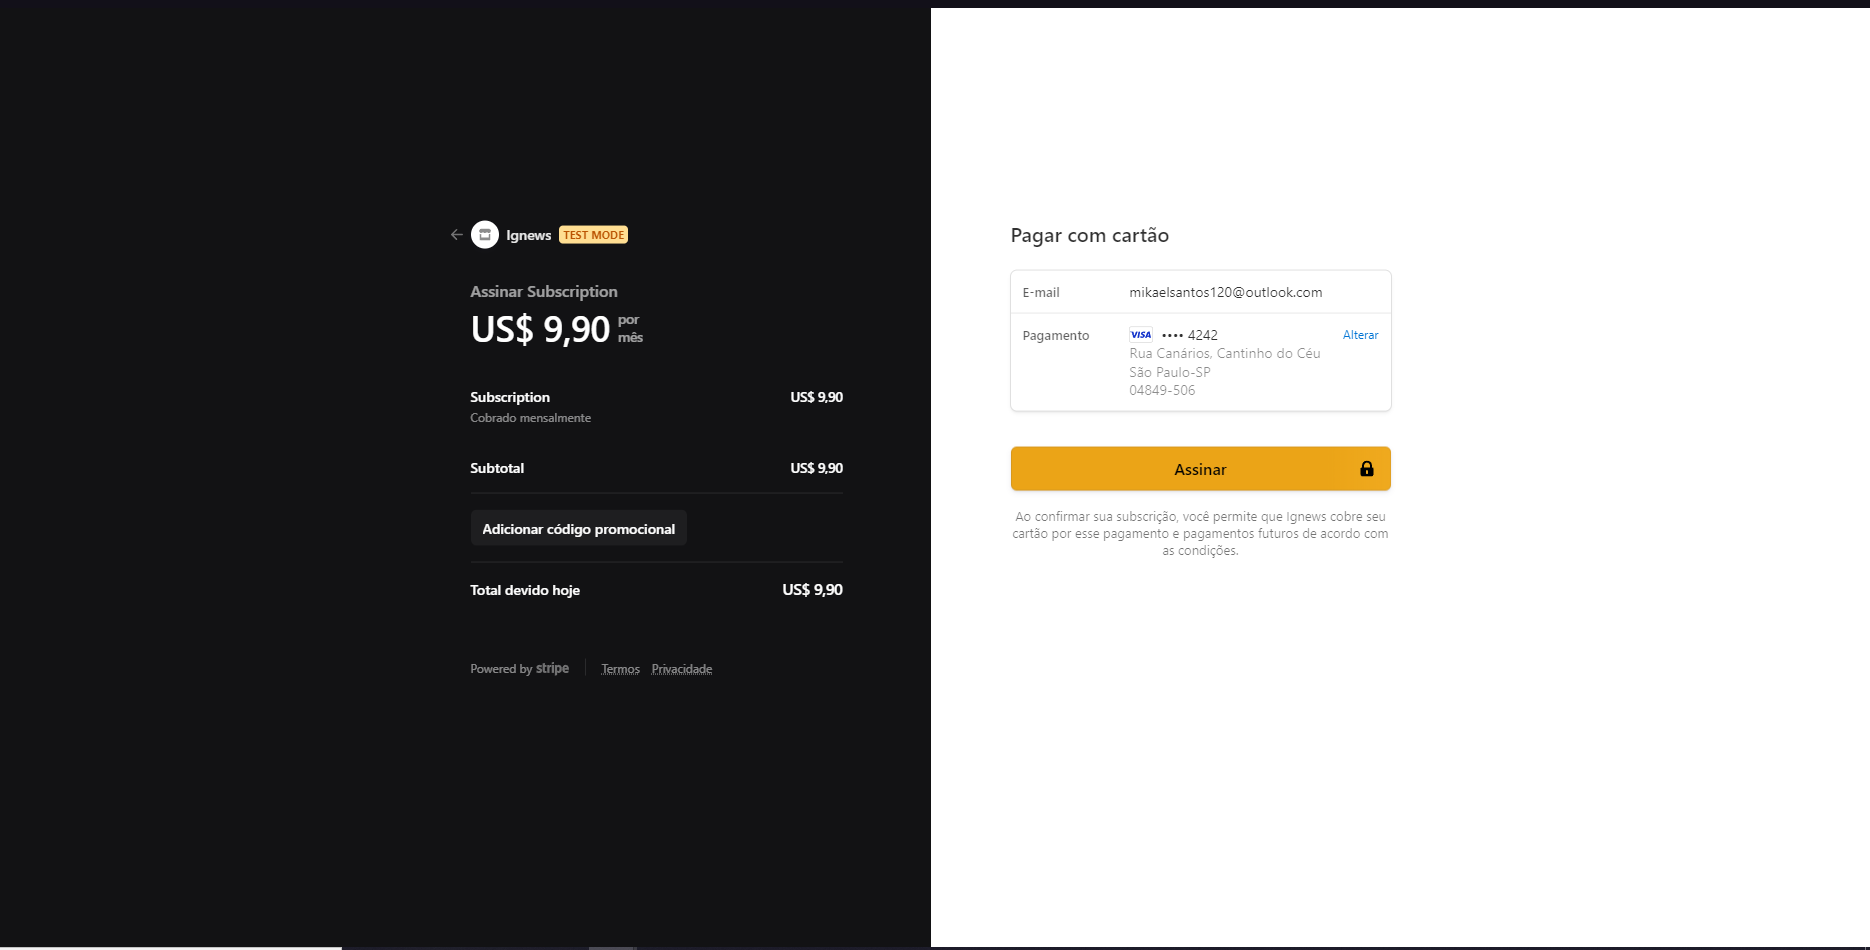 Ignews TEST MODE
Assinar Subscription
US$ 9,90 por mês
Subscription US$ 9,90
Cobrado mensalmente
Subtotal US$ 9,90
Adicionar código promocional
Total devido hoje US$ 9,90
Powered by stripe Termos Privacidade
Pagar com cartão
E-mail mikaelsantos120@outlook.com
Pagamento VISA •••• 4242 Alterar
Rua Canários, Cantinho do Céu
São Paulo-SP
04849-506
Assinar
Ao confirmar sua subscrição, você permite que Ignews cobre seu
cartão por esse pagamento e pagamentos futuros de acordo com
as condições.